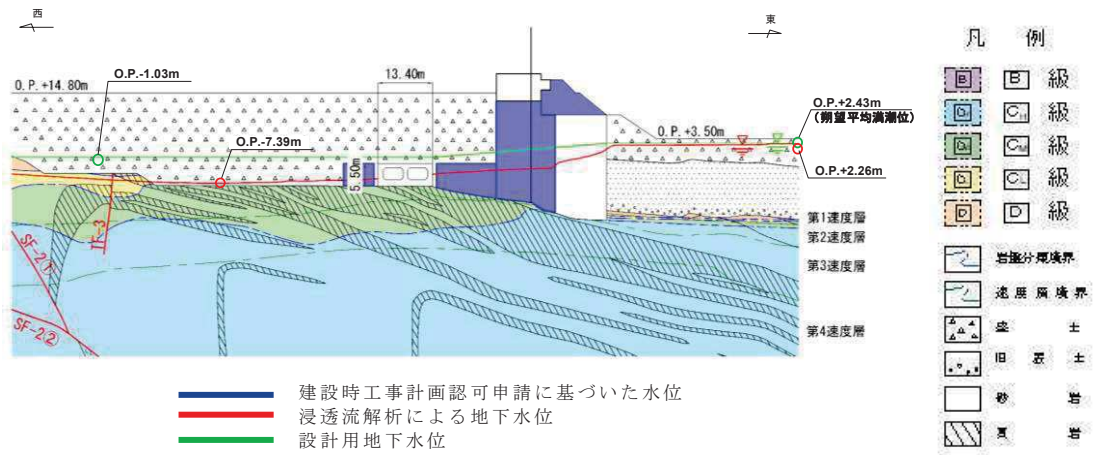 西
東
O.P.-1.03m
13.40m
O.P.+14.80m
O.P.+2.43m
(朔望平均満潮位)
O.P.+3.50m
O.P.-7.39m
5.50m
O.P.+2.26m
TF-3
SF-2①
SF-2②
第1速度層
第2速度層
第3速度層
第4速度層
建設時工事計画認可申請に基づいた水位
浸透流解析による地下水位
設計用地下水位
凡 例
B B 級
CH CH 級
CM CM 級
CL CL 級
D D 級
岩盤分類境界
速度層境界
盛 土
旧 表 土
砂 岩
頁 岩